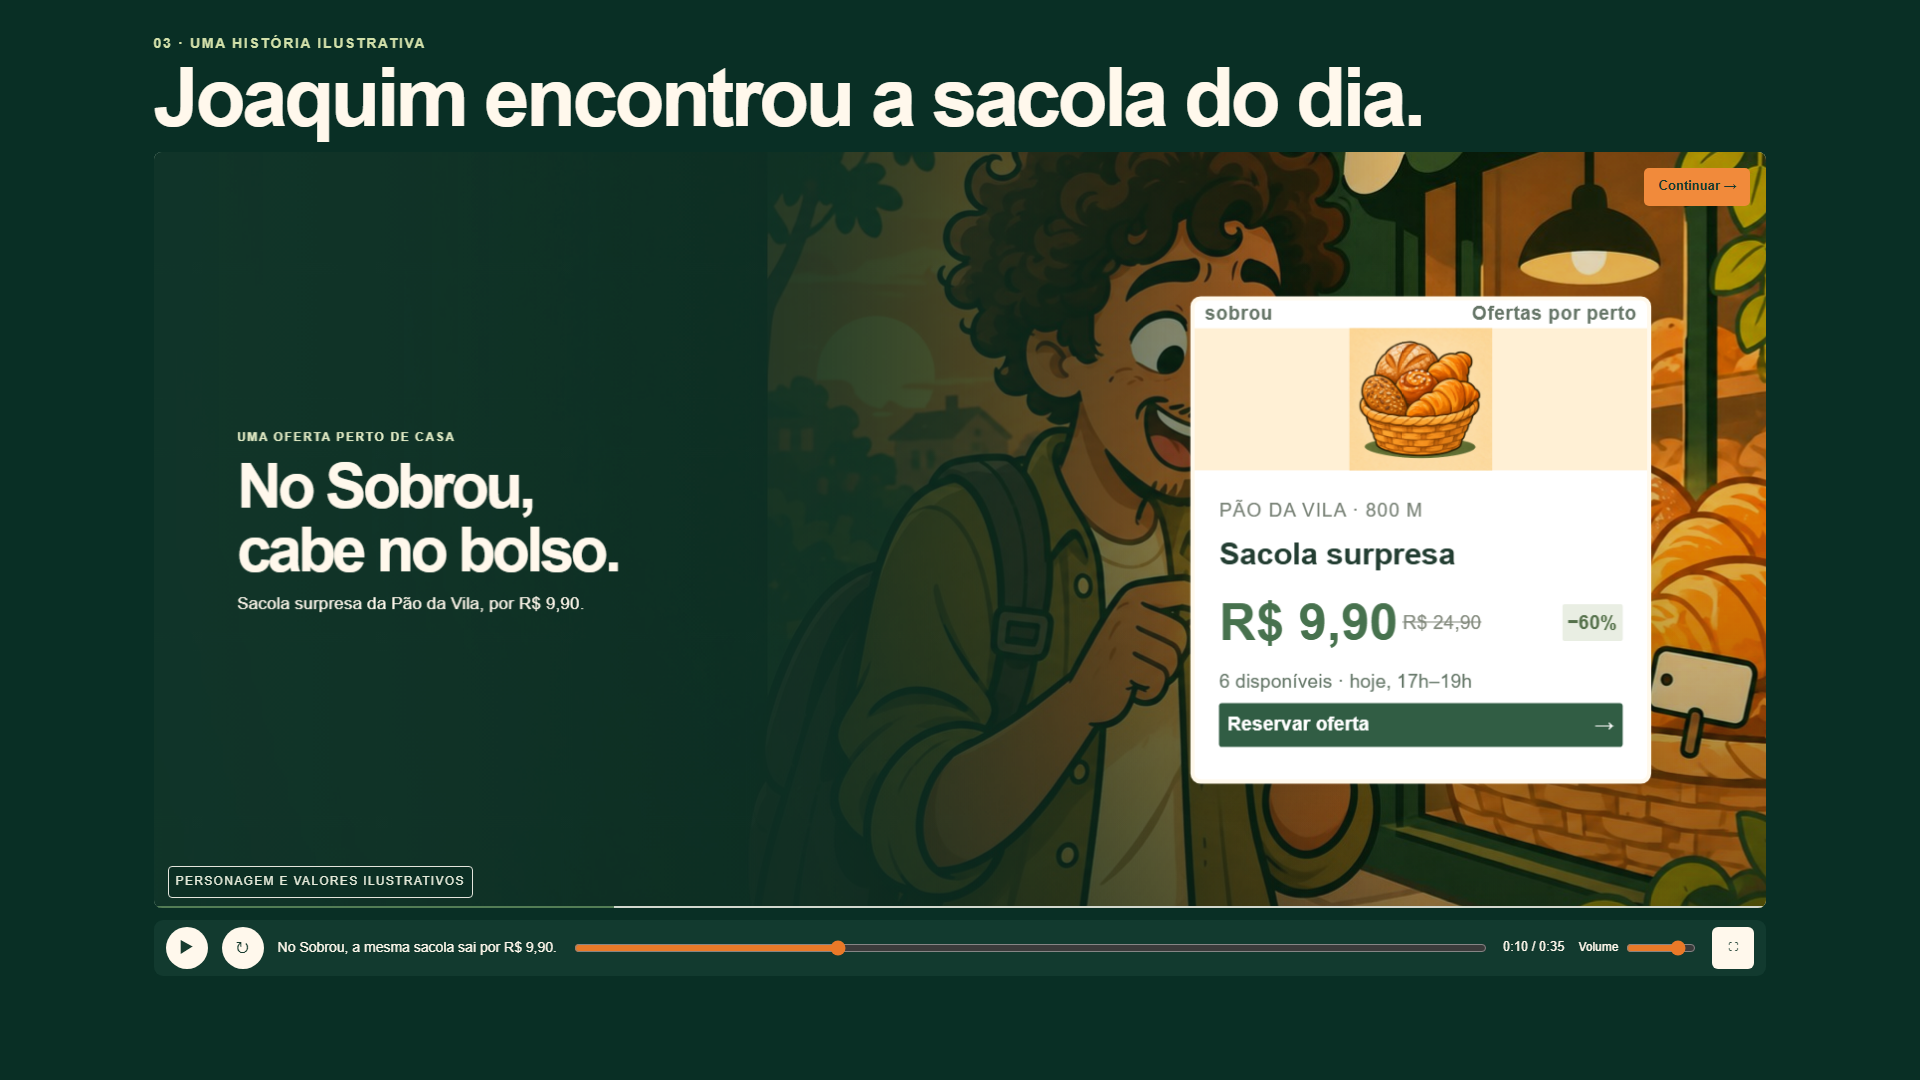 03 · UMA HISTÓRIA ILUSTRATIVA
Joaquim encontrou a sacola do dia.
Continuar →
UMA OFERTA PERTO DE CASA
No Sobrou,
cabe no bolso.
Sacola surpresa da Pão da Vila, por R$ 9,90.
sobrou Ofertas por perto
PÃO DA VILA · 800 M
Sacola surpresa
R$ 9,90 R$ 24,90 −60%
6 disponíveis · hoje, 17h–19h
Reservar oferta →
PERSONAGEM E VALORES ILUSTRATIVOS
No Sobrou, a mesma sacola sai por R$ 9,90. 0:10 / 0:35 Volume